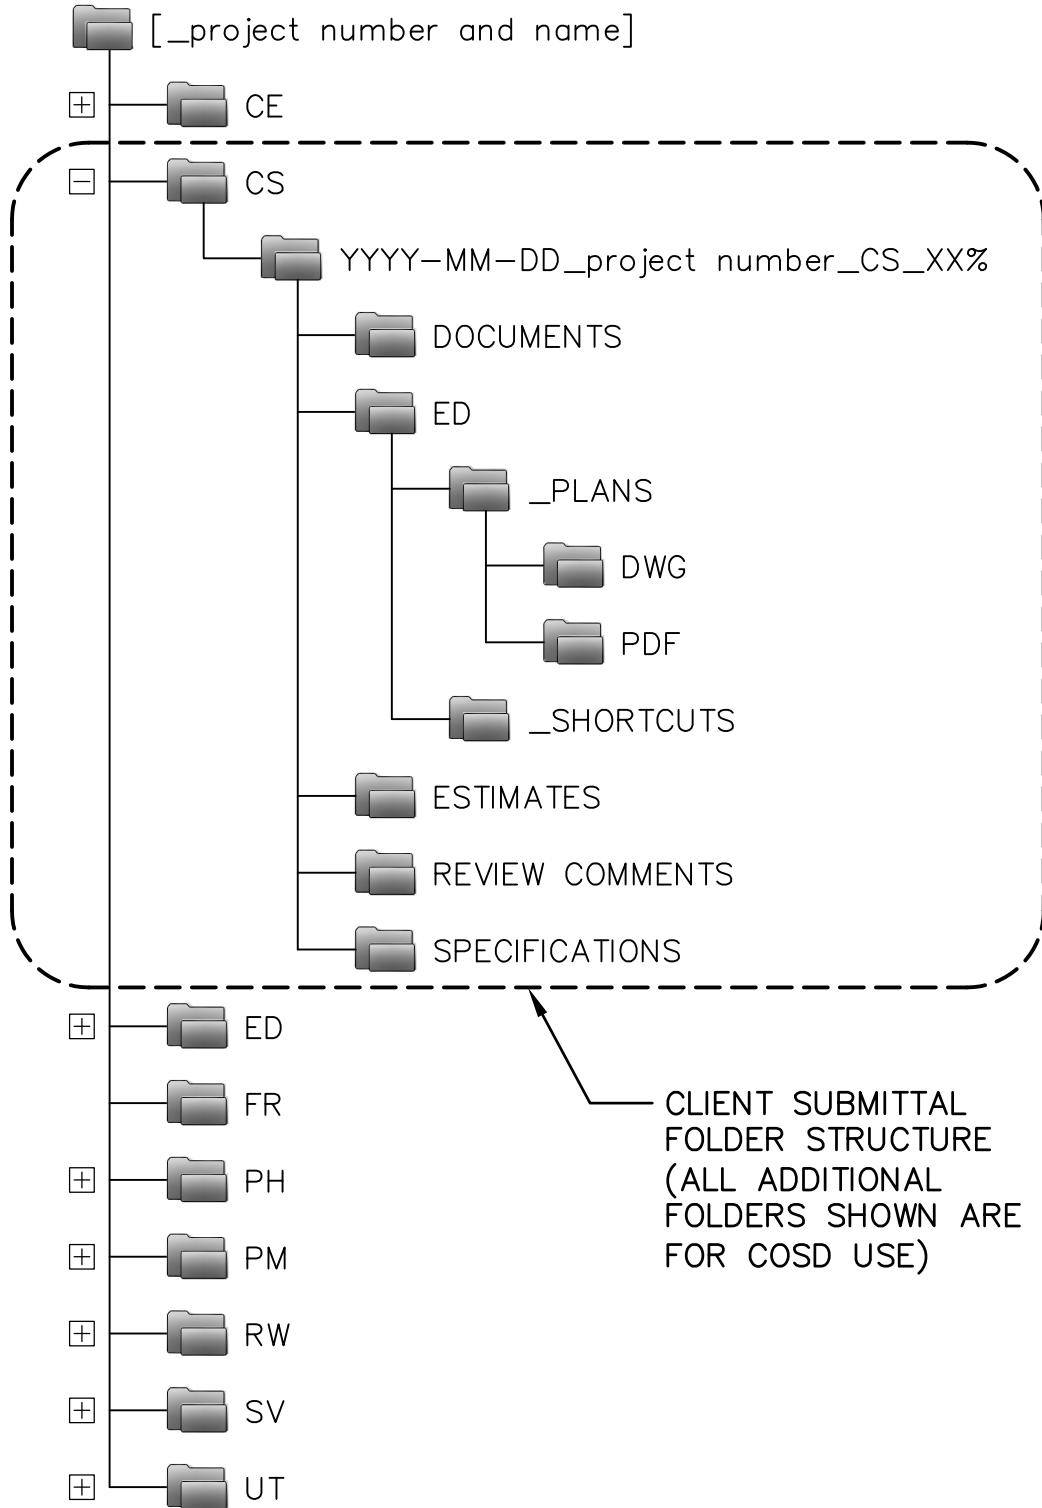 [_project number and name]
CE
CS
YYYY-MM-DD_project number_CS_XX%
DOCUMENTS
ED
_PLANS
DWG
PDF
_SHORTCUTS
ESTIMATES
REVIEW COMMENTS
SPECIFICATIONS
ED
FR
PH
PM
RW
SV
UT
CLIENT SUBMITTAL
FOLDER STRUCTURE
(ALL ADDITIONAL
FOLDERS SHOWN ARE
FOR COSD USE)